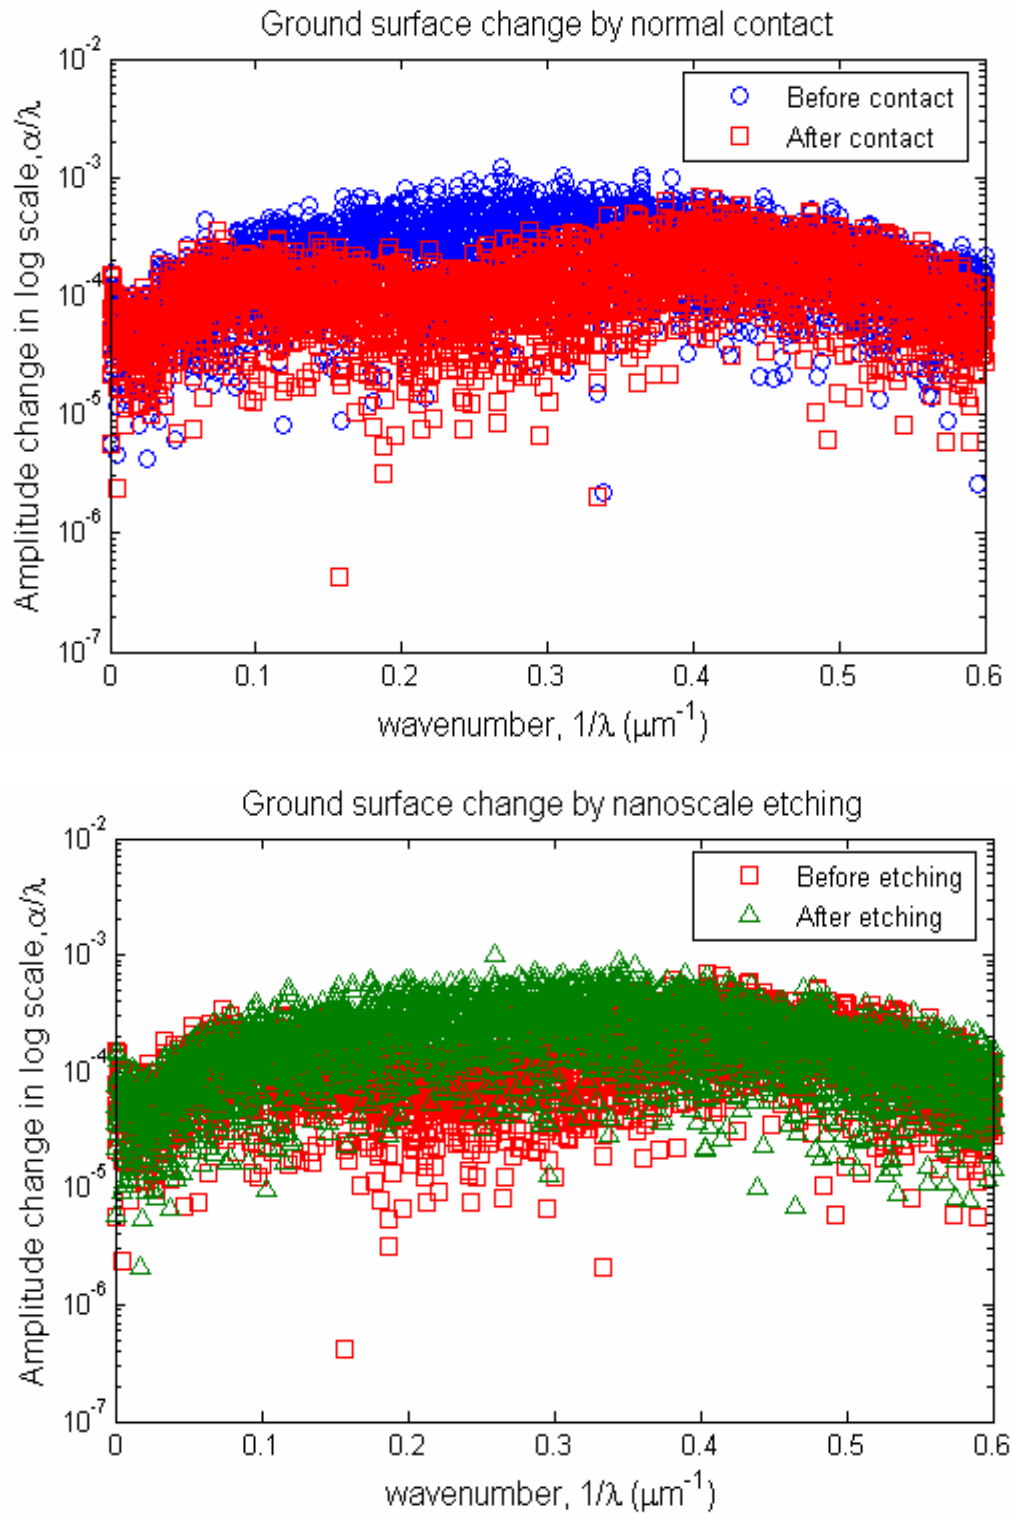 Ground surface change by normal contact
Amplitude change in log scale, α/λ
10⁻²
10⁻³
10⁻⁴
10⁻⁵
10⁻⁶
10⁻⁷
Before contact
After contact
0 0.1 0.2 0.3 0.4 0.5 0.6
wavenumber, 1/λ (μm⁻¹)
Ground surface change by nanoscale etching
Amplitude change in log scale, α/λ
10⁻²
10⁻³
10⁻⁴
10⁻⁵
10⁻⁶
10⁻⁷
Before etching
After etching
0 0.1 0.2 0.3 0.4 0.5 0.6
wavenumber, 1/λ (μm⁻¹)